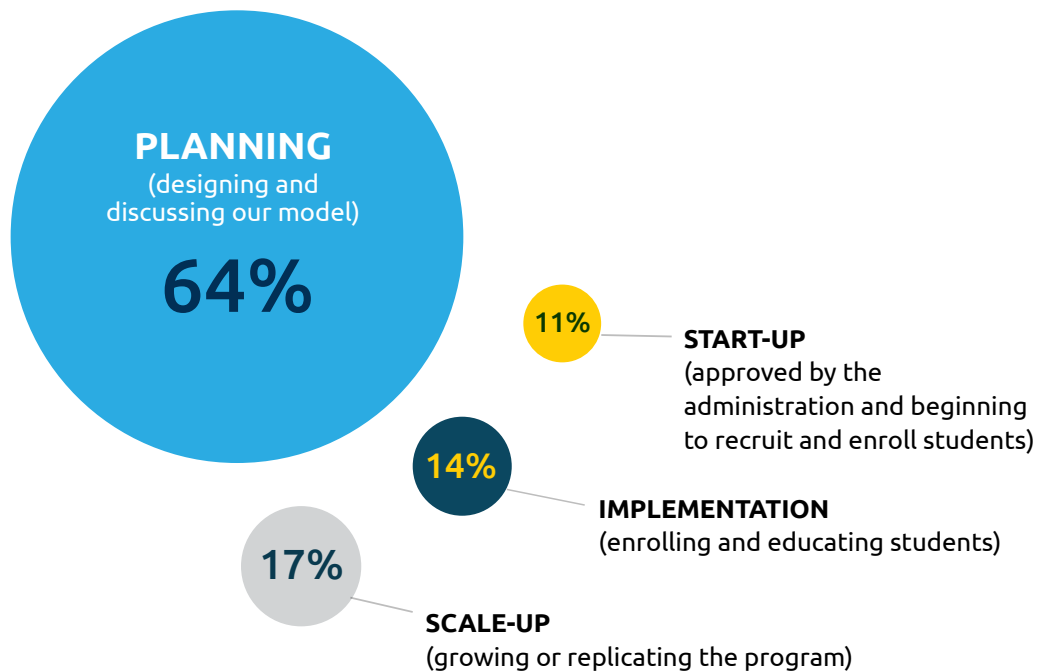 PLANNING
(designing and
discussing our model)
64%
11%
START-UP
(approved by the
administration and beginning
to recruit and enroll students)
14%
IMPLEMENTATION
(enrolling and educating students)
17%
SCALE-UP
(growing or replicating the program)